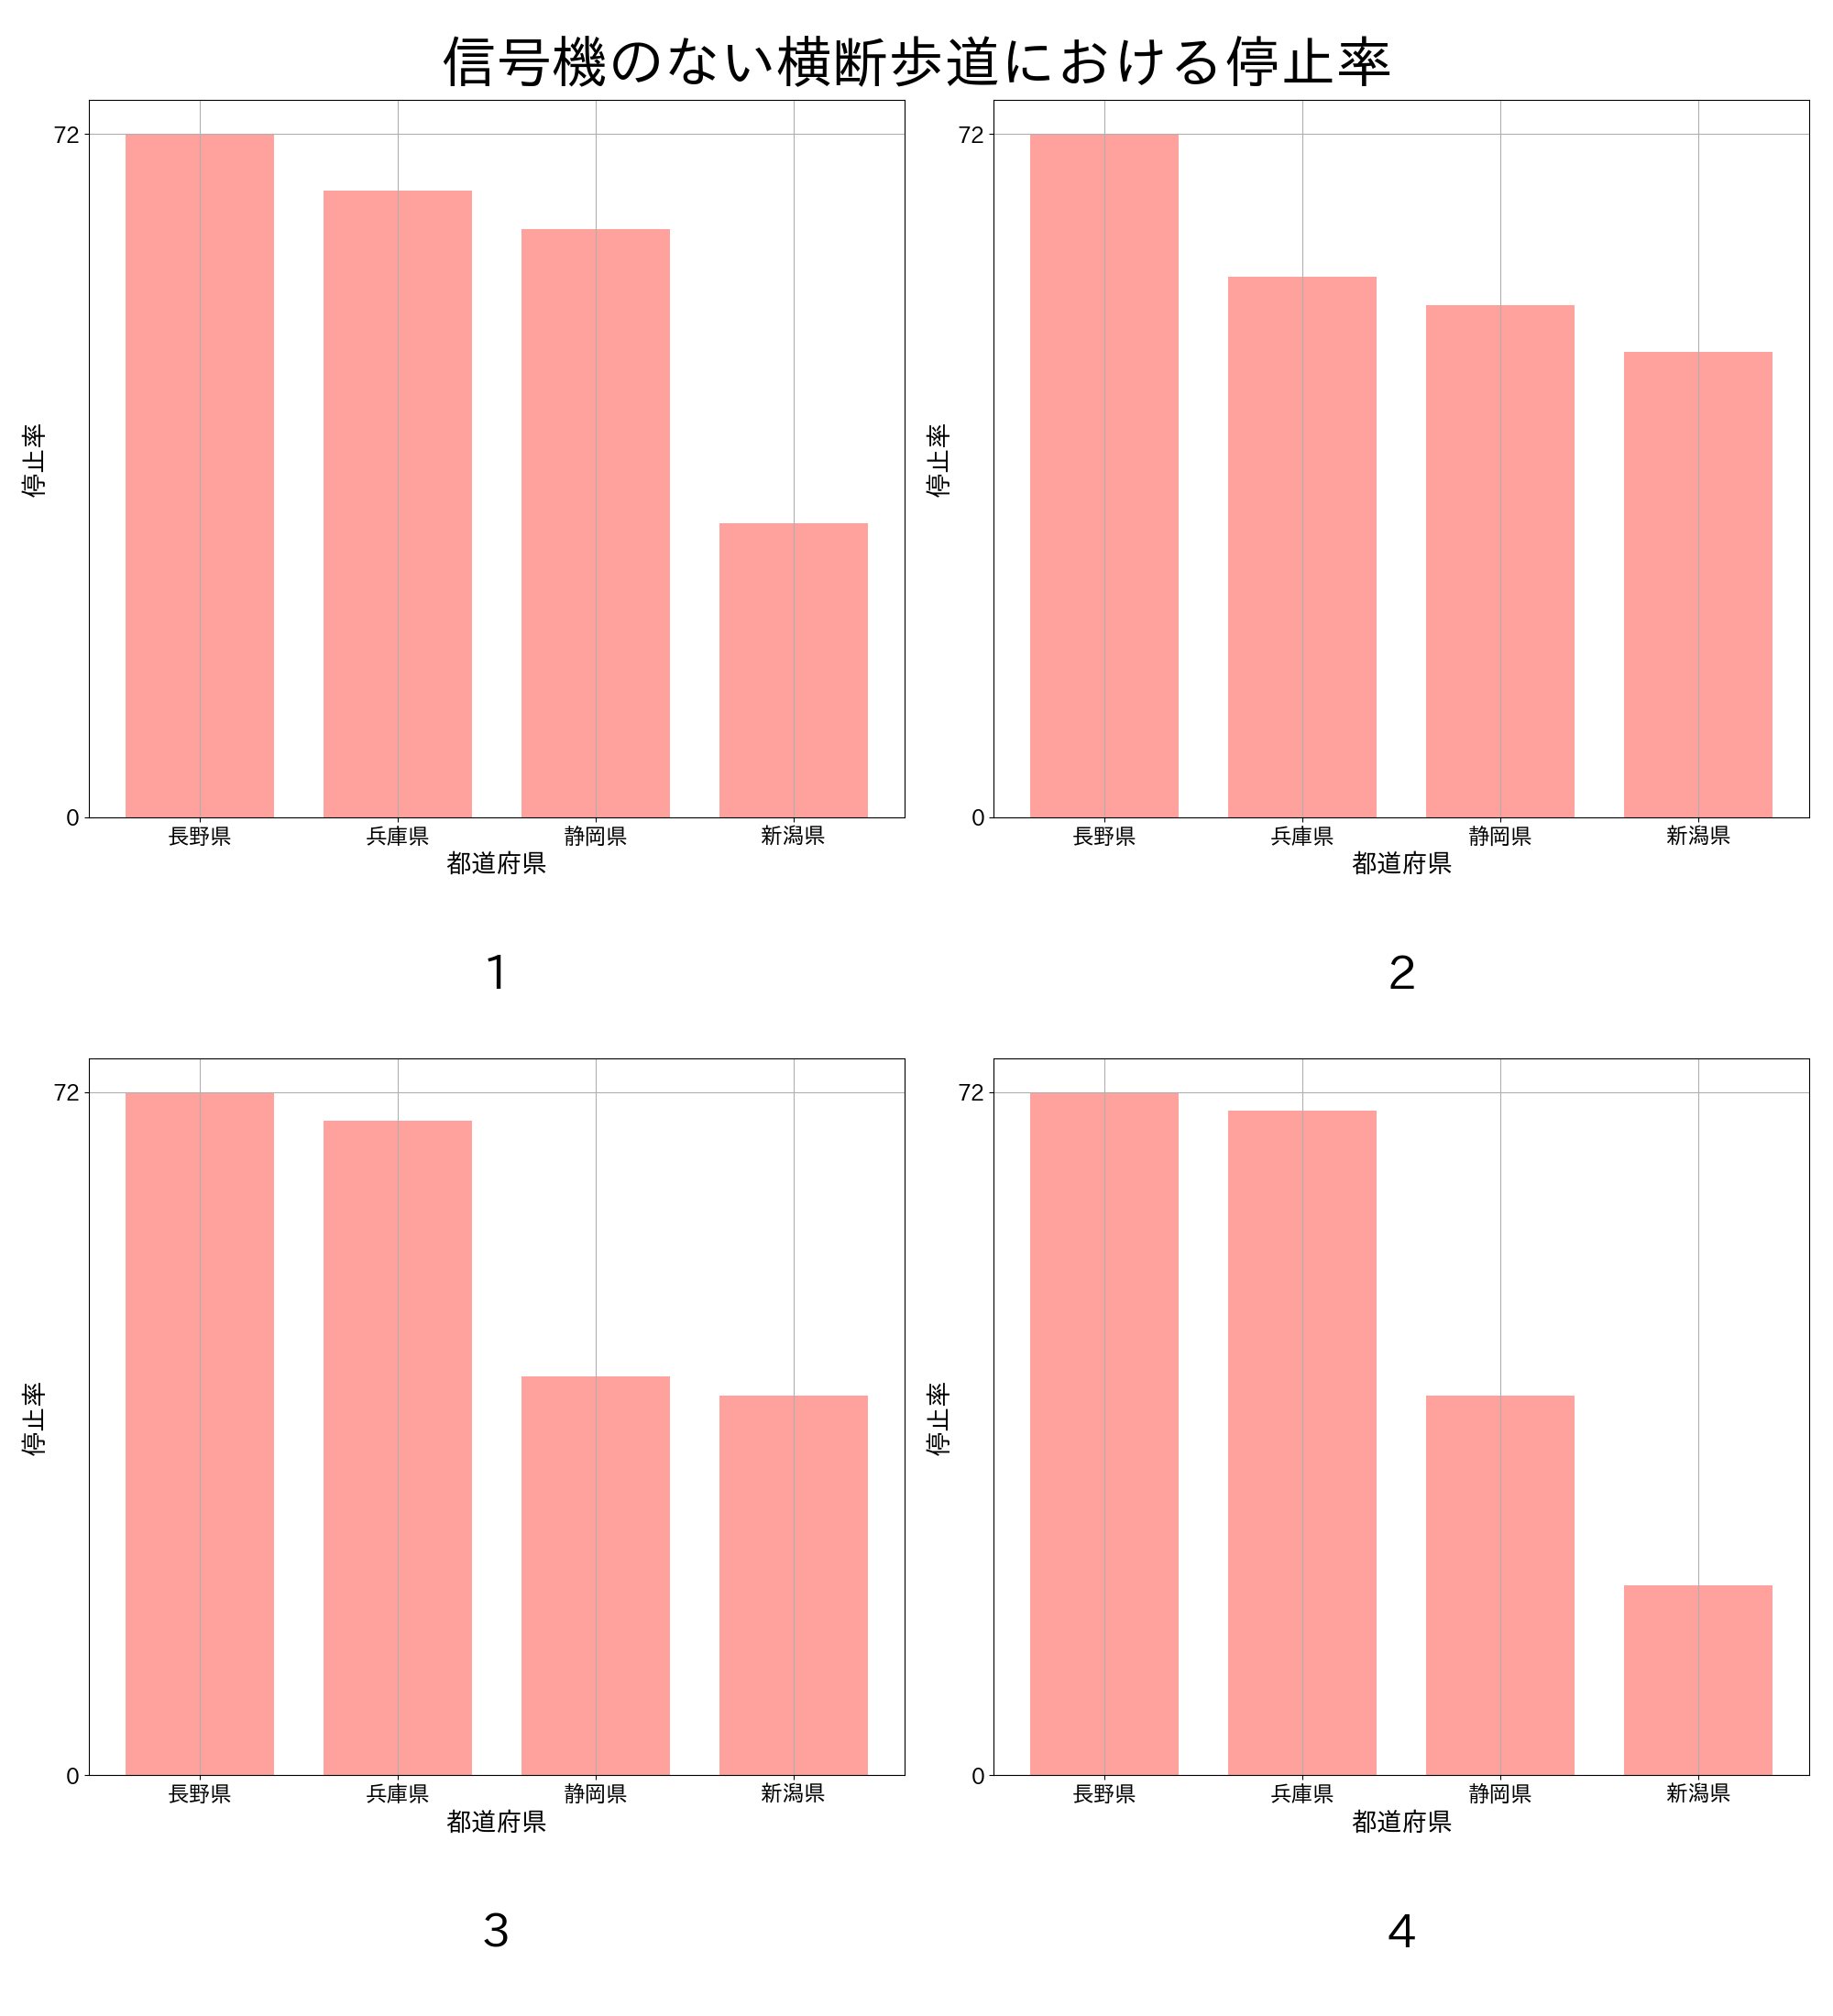 信号機のない横断歩道における停止率
72
0
停止率
長野県 兵庫県 静岡県 新潟県
都道府県
1
72
0
停止率
長野県 兵庫県 静岡県 新潟県
都道府県
2
72
0
停止率
長野県 兵庫県 静岡県 新潟県
都道府県
3
72
0
停止率
長野県 兵庫県 静岡県 新潟県
都道府県
4